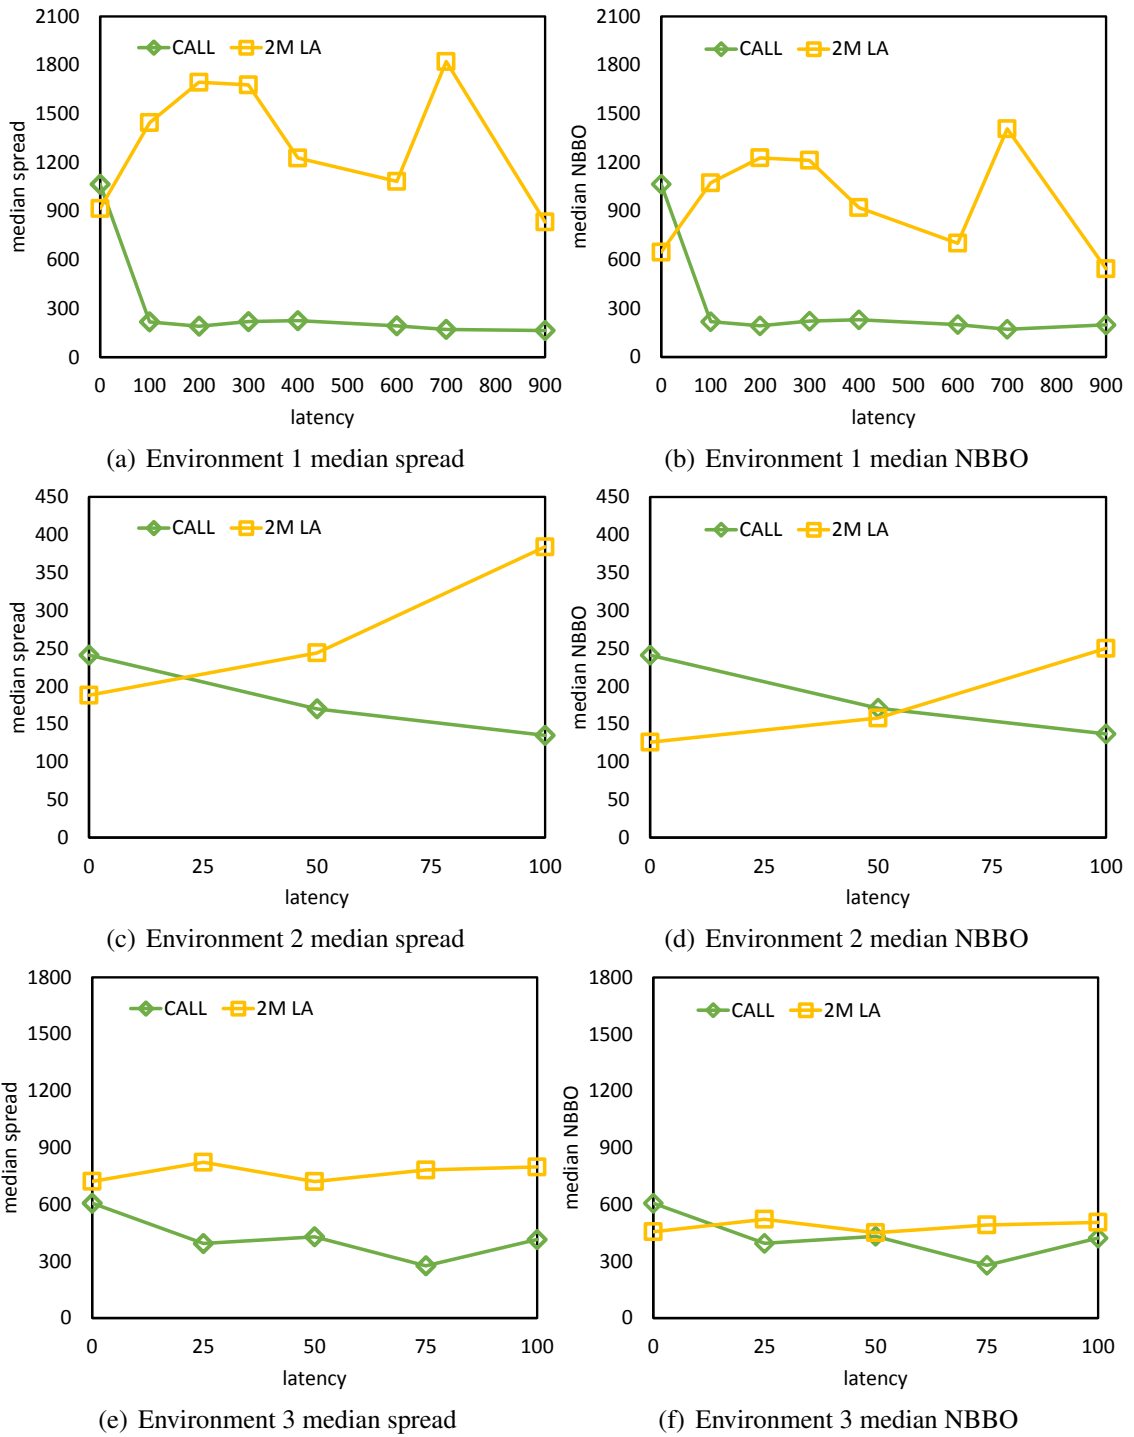 2100
1800
1500
1200
900
600
300
0
median spread
CALL 2M LA
0 100 200 300 400 500 600 700 800 900
latency
(a) Environment 1 median spread
2100
1800
1500
1200
900
600
300
0
median NBBO
CALL 2M LA
0 100 200 300 400 500 600 700 800 900
latency
(b) Environment 1 median NBBO
450
400
350
300
250
200
150
100
50
0
median spread
CALL 2M LA
0 25 50 75 100
latency
(c) Environment 2 median spread
450
400
350
300
250
200
150
100
50
0
median NBBO
CALL 2M LA
0 25 50 75 100
latency
(d) Environment 2 median NBBO
1800
1500
1200
900
600
300
0
median spread
CALL 2M LA
0 25 50 75 100
latency
(e) Environment 3 median spread
1800
1500
1200
900
600
300
0
median NBBO
CALL 2M LA
0 25 50 75 100
latency
(f) Environment 3 median NBBO